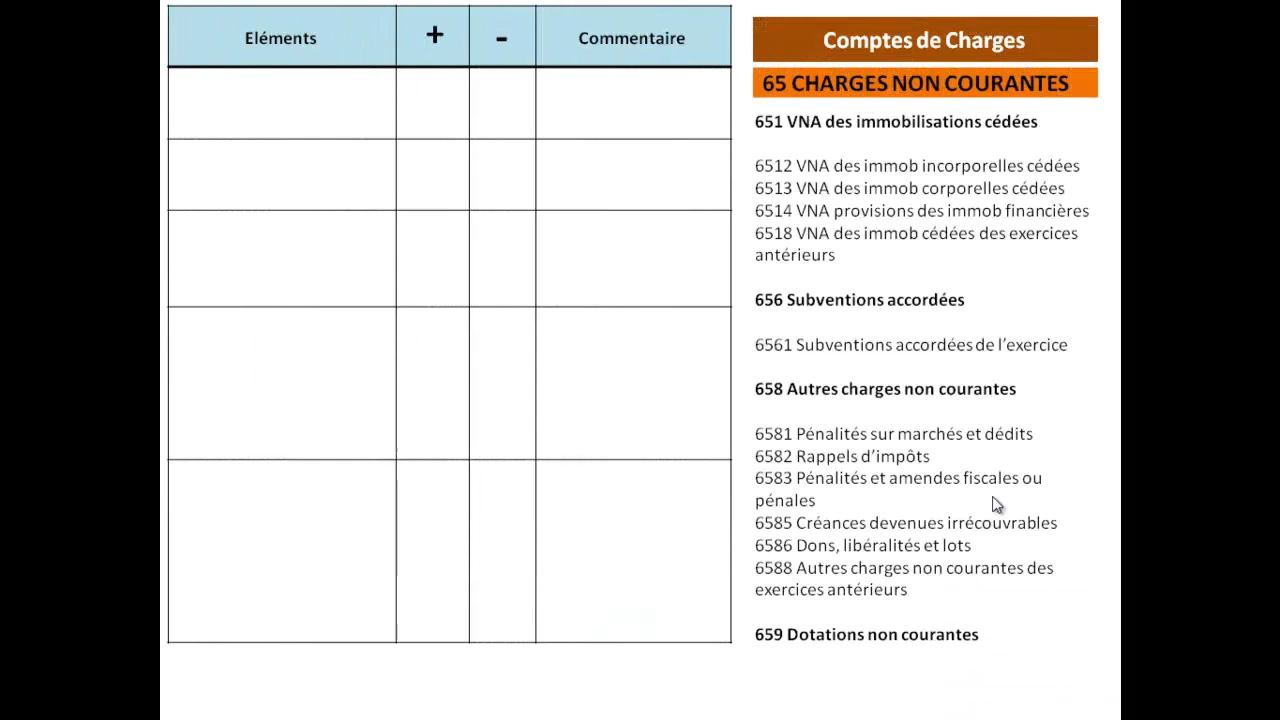 Eléments + - Commentaire
Comptes de Charges
65 CHARGES NON COURANTES
651 VNA des immobilisations cédées
6512 VNA des immob incorporelles cédées
6513 VNA des immob corporelles cédées
6514 VNA provisions des immob financières
6518 VNA des immob cédées des exercices
antérieurs
656 Subventions accordées
6561 Subventions accordées de l’exercice
658 Autres charges non courantes
6581 Pénalités sur marchés et dédits
6582 Rappels d’impôts
6583 Pénalités et amendes fiscales ou
pénales
6585 Créances devenues irrécouvrables
6586 Dons, libéralités et lots
6588 Autres charges non courantes des
exercices antérieurs
659 Dotations non courantes